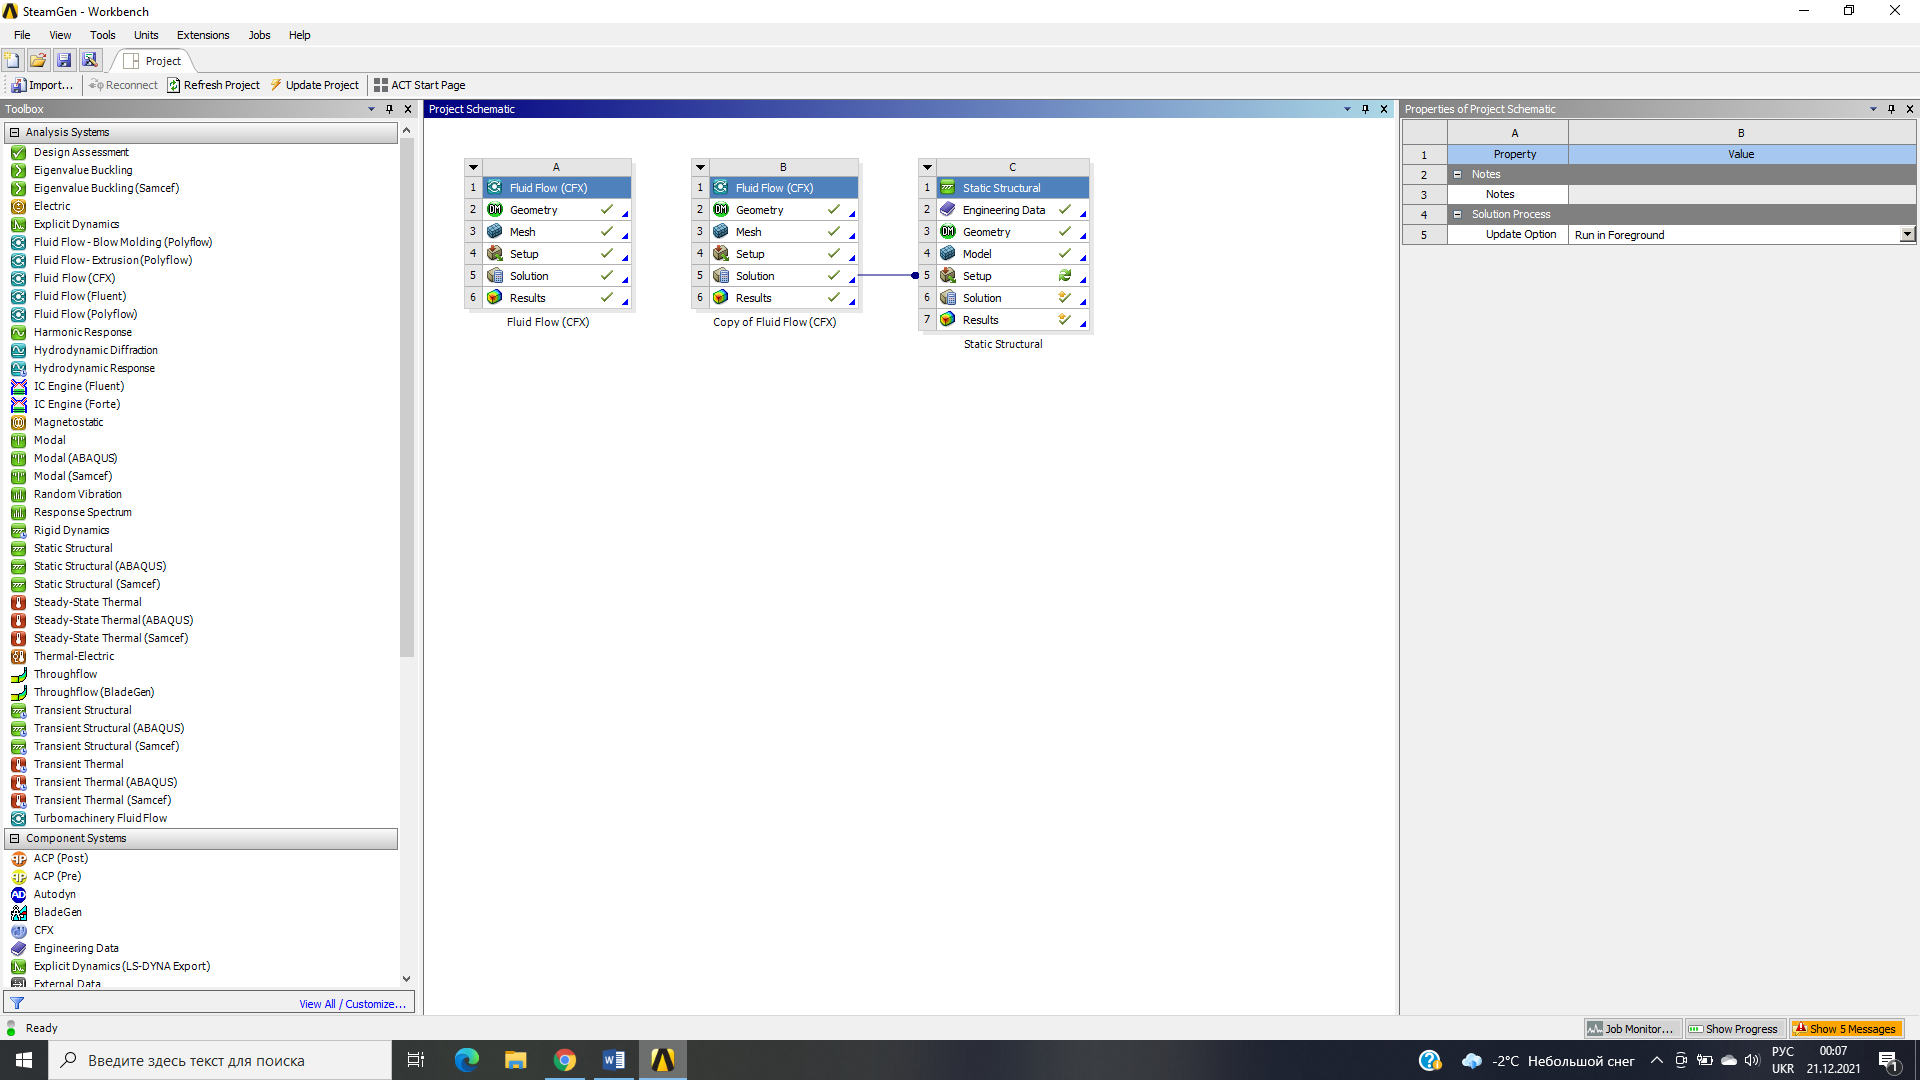 SteamGen - Workbench
File View Tools Units Extensions Jobs Help
Project
Import... Reconnect Refresh Project Update Project ACT Start Page
Toolbox
Analysis Systems
Design Assessment
Eigenvalue Buckling
Eigenvalue Buckling (Samcef)
Electric
Explicit Dynamics
Fluid Flow - Blow Molding (Polyflow)
Fluid Flow - Extrusion (Polyflow)
Fluid Flow (CFX)
Fluid Flow (Fluent)
Fluid Flow (Polyflow)
Harmonic Response
Hydrodynamic Diffraction
Hydrodynamic Response
IC Engine (Fluent)
IC Engine (Forte)
Magnetostatic
Modal
Modal (ABAQUS)
Modal (Samcef)
Random Vibration
Response Spectrum
Rigid Dynamics
Static Structural
Static Structural (ABAQUS)
Static Structural (Samcef)
Steady-State Thermal
Steady-State Thermal (ABAQUS)
Steady-State Thermal (Samcef)
Thermal-Electric
Throughflow
Throughflow (BladeGen)
Transient Structural
Transient Structural (ABAQUS)
Transient Structural (Samcef)
Transient Thermal
Transient Thermal (ABAQUS)
Transient Thermal (Samcef)
Turbomachinery Fluid Flow
Component Systems
ACP (Post)
ACP (Pre)
Autodyn
BladeGen
CFX
Engineering Data
Explicit Dynamics (LS-DYNA Export)
External Data
View All / Customize...
Project Schematic
A
1 Fluid Flow (CFX)
2 Geometry
3 Mesh
4 Setup
5 Solution
6 Results
Fluid Flow (CFX)
B
1 Fluid Flow (CFX)
2 Geometry
3 Mesh
4 Setup
5 Solution
6 Results
Copy of Fluid Flow (CFX)
C
1 Static Structural
2 Engineering Data
3 Geometry
4 Model
5 Setup
6 Solution
7 Results
Static Structural
Properties of Project Schematic
A B
1 Property Value
2 Notes
3 Notes
4 Solution Process
5 Update Option Run in Foreground
Ready
Job Monitor... Show Progress Show 5 Messages
Введите здесь текст для поиска
-2°C Небольшой снег
РУС
UKR
00:07
21.12.2021
1